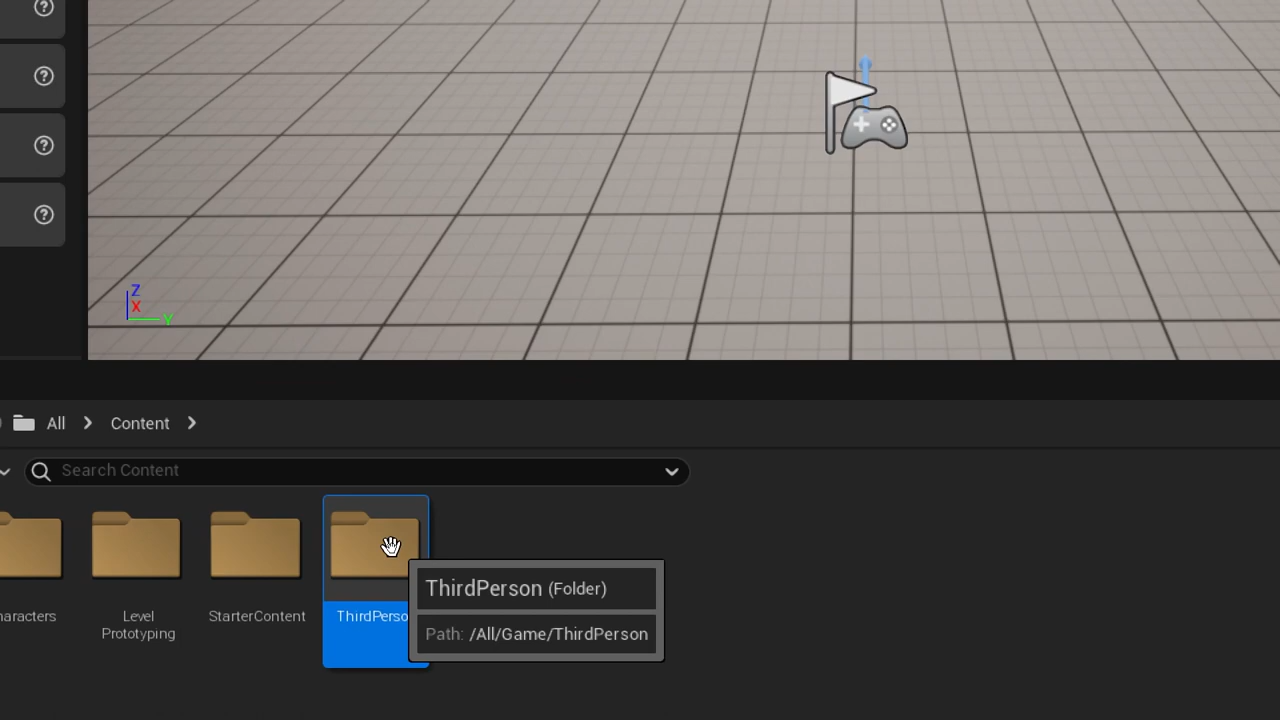 Z
X
Y
All
Content
Search Content
haracters
Level
Prototyping
StarterContent
ThirdPerso
ThirdPerson (Folder)
Path: /All/Game/ThirdPerson